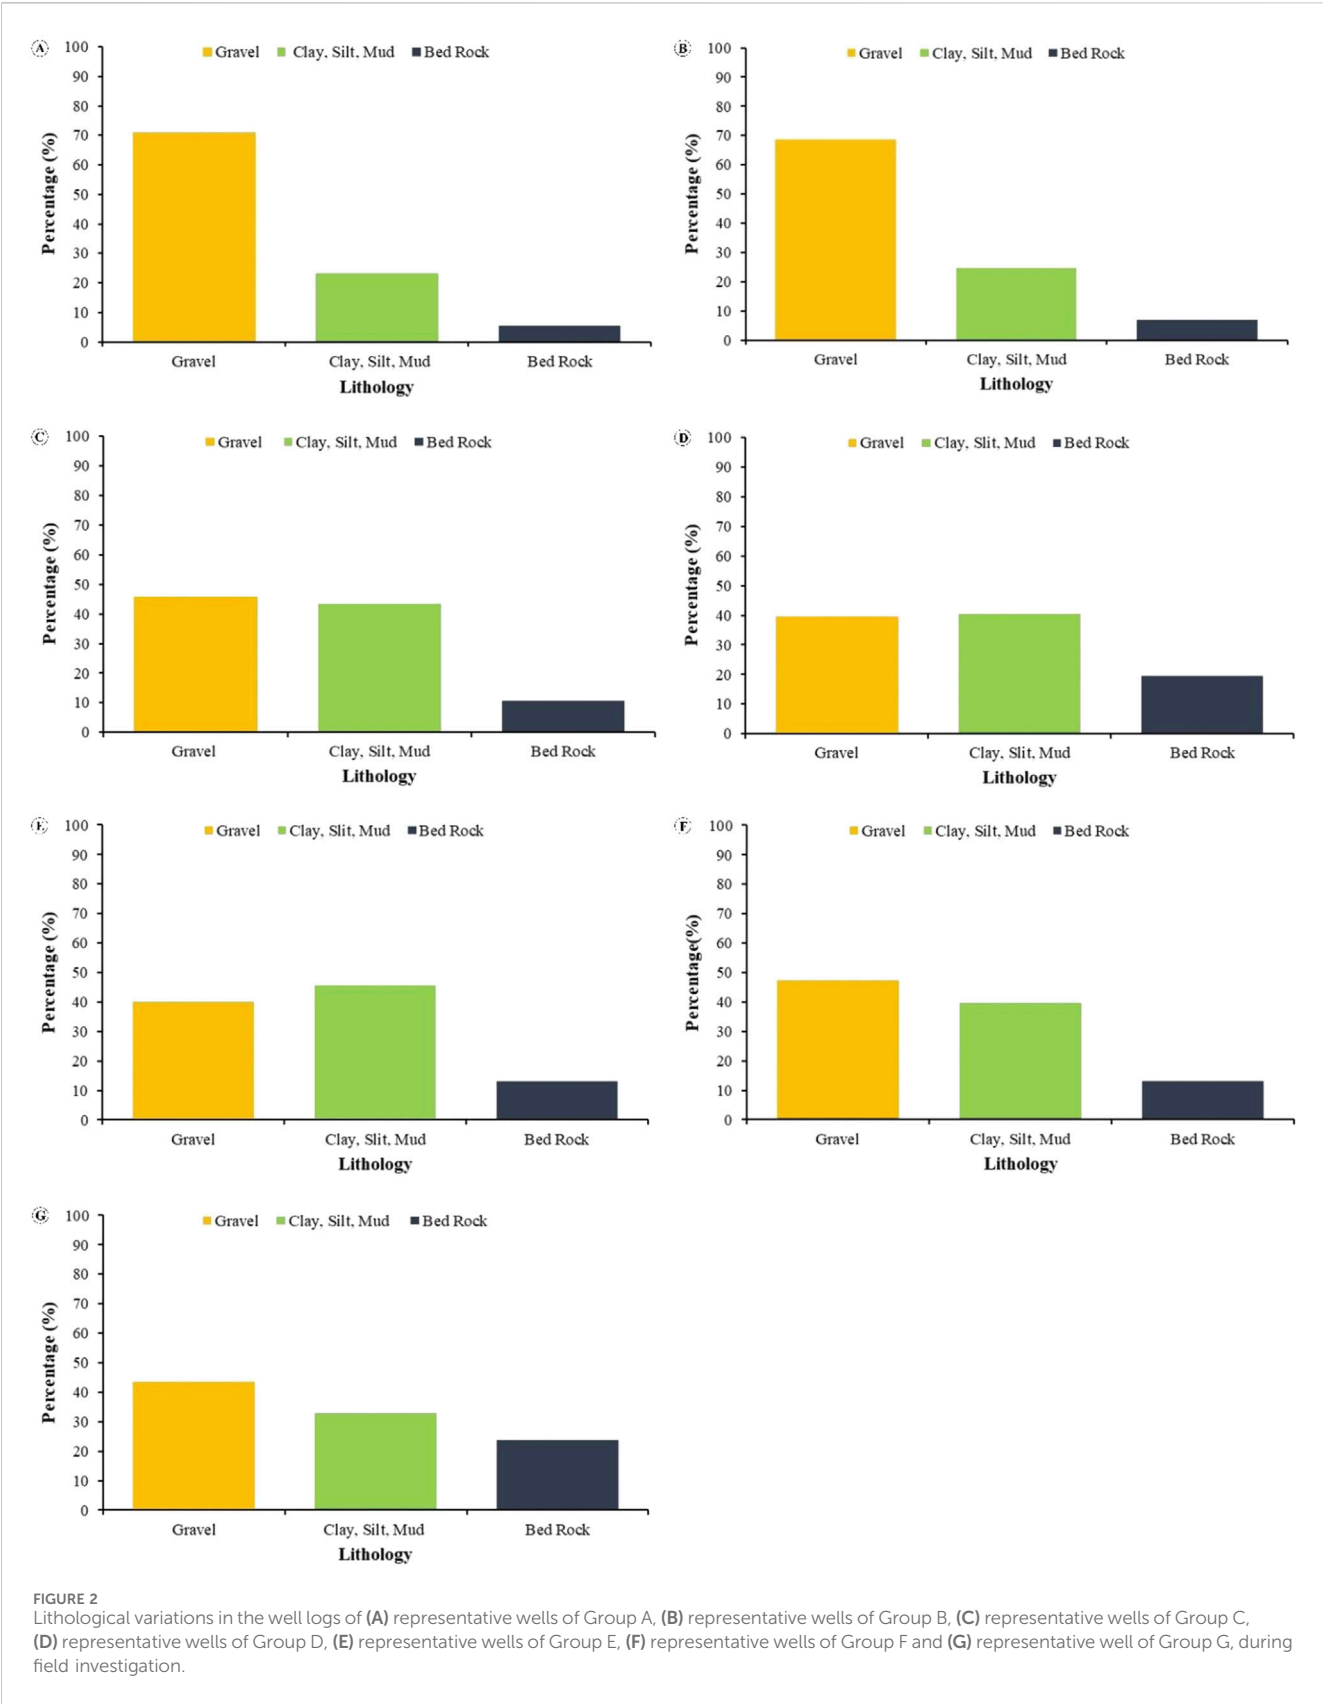 A
Gravel Clay, Silt, Mud Bed Rock
100
90
80
70
60
50
40
30
20
10
0
Percentage (%)
Gravel Clay, Silt, Mud Bed Rock
Lithology
B
Gravel Clay, Silt, Mud Bed Rock
100
90
80
70
60
50
40
30
20
10
0
Percentage (%)
Gravel Clay, Silt, Mud Bed Rock
Lithology
C
Gravel Clay, Silt, Mud Bed Rock
100
90
80
70
60
50
40
30
20
10
0
Percentage (%)
Gravel Clay, Silt, Mud Bed Rock
Lithology
D
Gravel Clay, Slit, Mud Bed Rock
100
90
80
70
60
50
40
30
20
10
0
Percentage (%)
Gravel Clay, Slit, Mud Bed Rock
Lithology
E
Gravel Clay, Slit, Mud Bed Rock
100
90
80
70
60
50
40
30
20
10
0
Percentage (%)
Gravel Clay, Slit, Mud Bed Rock
Lithology
F
Gravel Clay, Silt, Mud Bed Rock
100
90
80
70
60
50
40
30
20
10
0
Percentage(%)
Gravel Clay, Silt, Mud Bed Rock
Lithology
G
Gravel Clay, Silt, Mud Bed Rock
100
90
80
70
60
50
40
30
20
10
0
Percentage (%)
Gravel Clay, Silt, Mud Bed Rock
Lithology
FIGURE 2
Lithological variations in the well logs of (A) representative wells of Group A, (B) representative wells of Group B, (C) representative wells of Group C,
(D) representative wells of Group D, (E) representative wells of Group E, (F) representative wells of Group F and (G) representative well of Group G, during
field investigation.